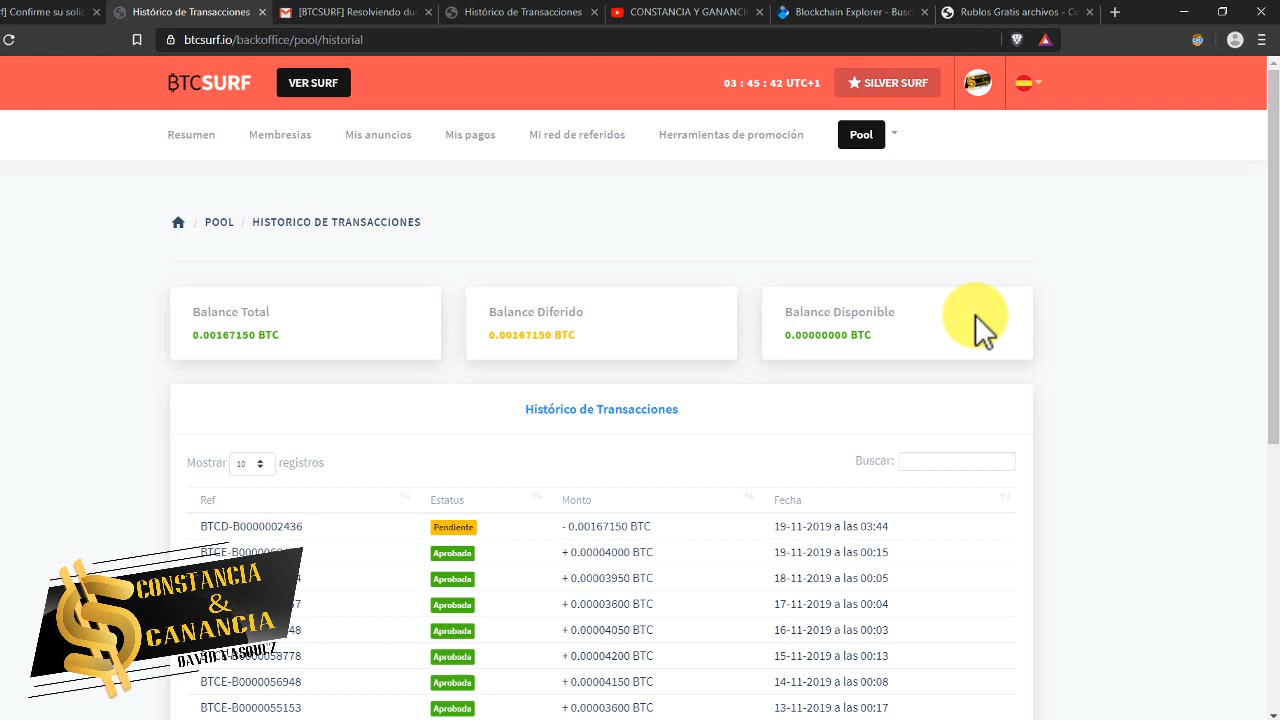 ] Confirme su soli
Histórico de Transacciones
[BTCSURF] Resolviendo du
Histórico de Transacciones
CONSTANCIA Y GANANCI
Blockchain Explorer - Bus
Rublos Gratis archivos - C
btcsurf.io/backoffice/pool/historial
BTCSURF
VER SURF
03 : 45 : 42 UTC+1
SILVER SURF
Resumen
Membresias
Mis anuncios
Mis pagos
Mi red de referidos
Herramientas de promoción
Pool
/ POOL / HISTORICO DE TRANSACCIONES
Balance Total
0.00167150 BTC
Balance Diferido
0.00167150 BTC
Balance Disponible
0.00000000 BTC
Histórico de Transacciones
Mostrar 10 registros
Buscar:
Ref Estatus Monto Fecha
BTCD-B0000002436 Pendiente - 0.00167150 BTC 19-11-2019 a las 03:44
Aprobada + 0.00004000 BTC 19-11-2019 a las 00:15
4 Aprobada + 0.00003950 BTC 18-11-2019 a las 00:05
Aprobada + 0.00003600 BTC 17-11-2019 a las 00:04
48 Aprobada + 0.00004050 BTC 16-11-2019 a las 00:03
58778 Aprobada + 0.00004200 BTC 15-11-2019 a las 00:13
BTCE-B0000056948 Aprobada + 0.00004150 BTC 14-11-2019 a las 00:08
BTCE-B0000055153 Aprobada + 0.00003600 BTC 13-11-2019 a las 00:17
CONSTANCIA
&
GANANCIA
DAVID VASQUEZ